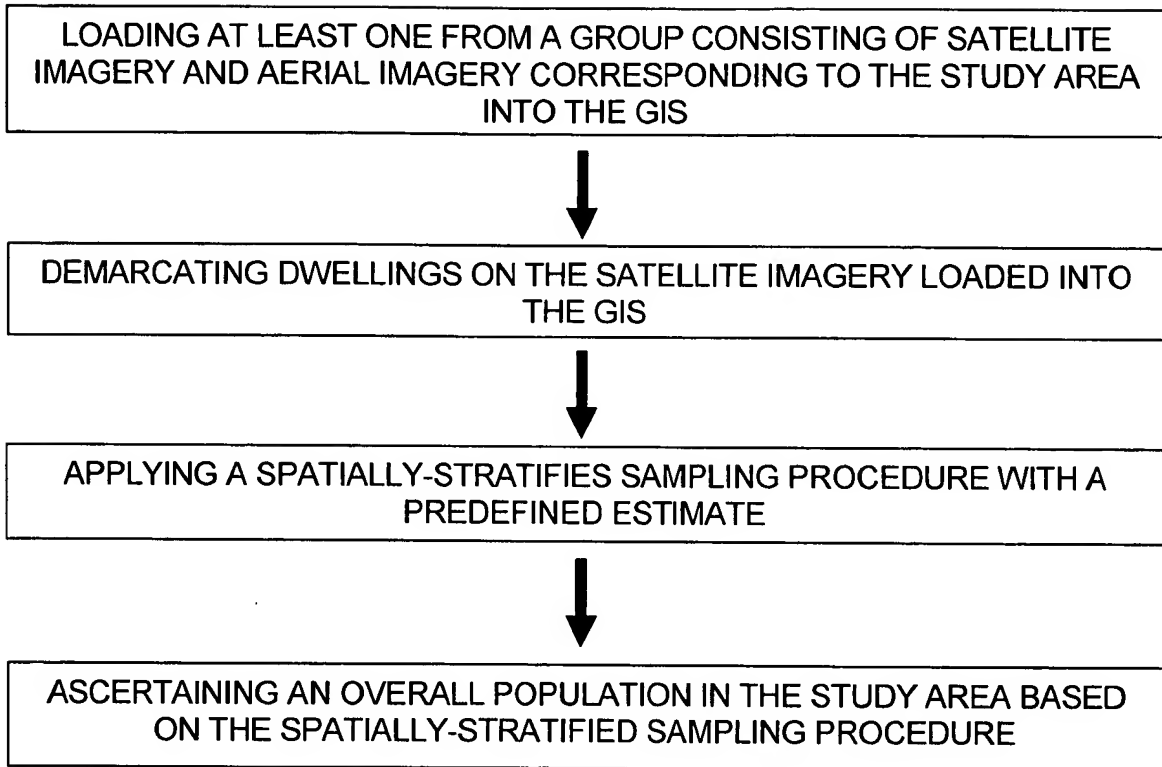 LOADING AT LEAST ONE FROM A GROUP CONSISTING OF SATELLITE
IMAGERY AND AERIAL IMAGERY CORRESPONDING TO THE STUDY AREA
INTO THE GIS
DEMARCATING DWELLINGS ON THE SATELLITE IMAGERY LOADED INTO
THE GIS
APPLYING A SPATIALLY-STRATIFIES SAMPLING PROCEDURE WITH A
PREDEFINED ESTIMATE
ASCERTAINING AN OVERALL POPULATION IN THE STUDY AREA BASED
ON THE SPATIALLY-STRATIFIED SAMPLING PROCEDURE